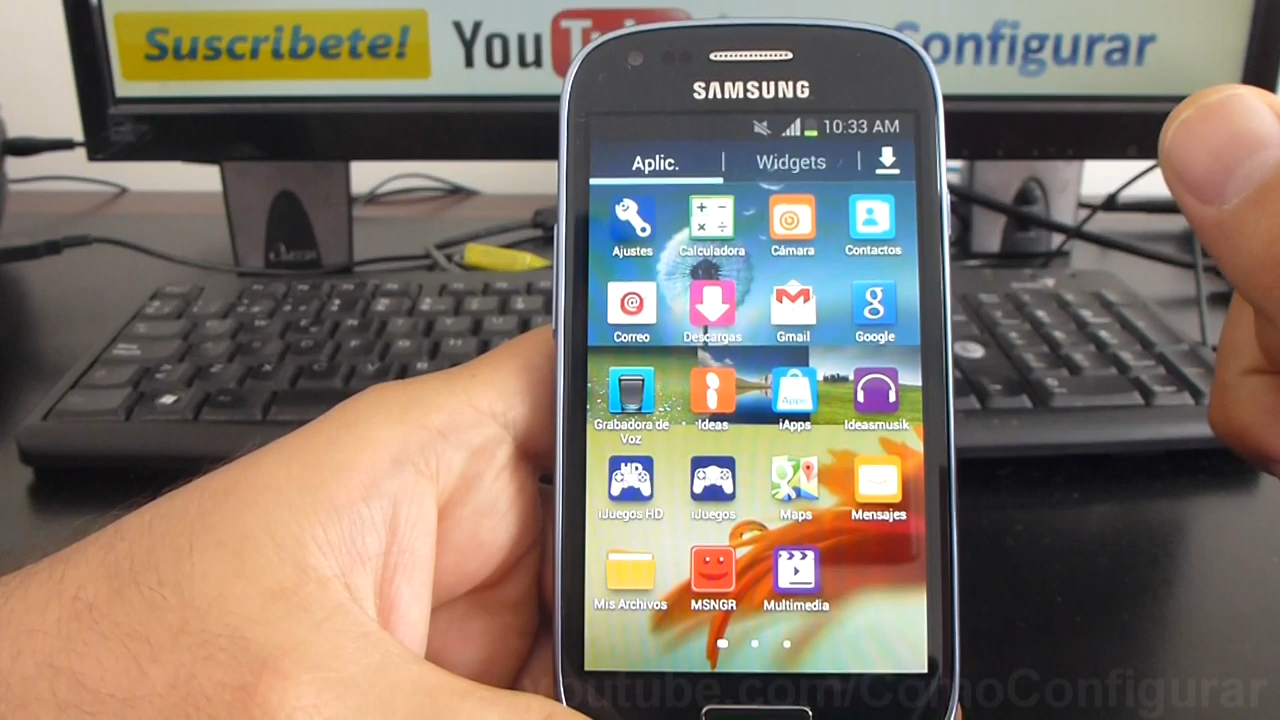 Suscribete! YouTube Configurar
SAMSUNG
10:33 AM
Aplic. | Widgets
Ajustes Calculadora Cámara Contactos
Correo Descargas Gmail Google
Grabadora de Voz Ideas iApps Ideasmusik
iJuegos HD iJuegos Maps Mensajes
Mis Archivos MSNGR Multimedia
youtube.com/ComoConfigurar